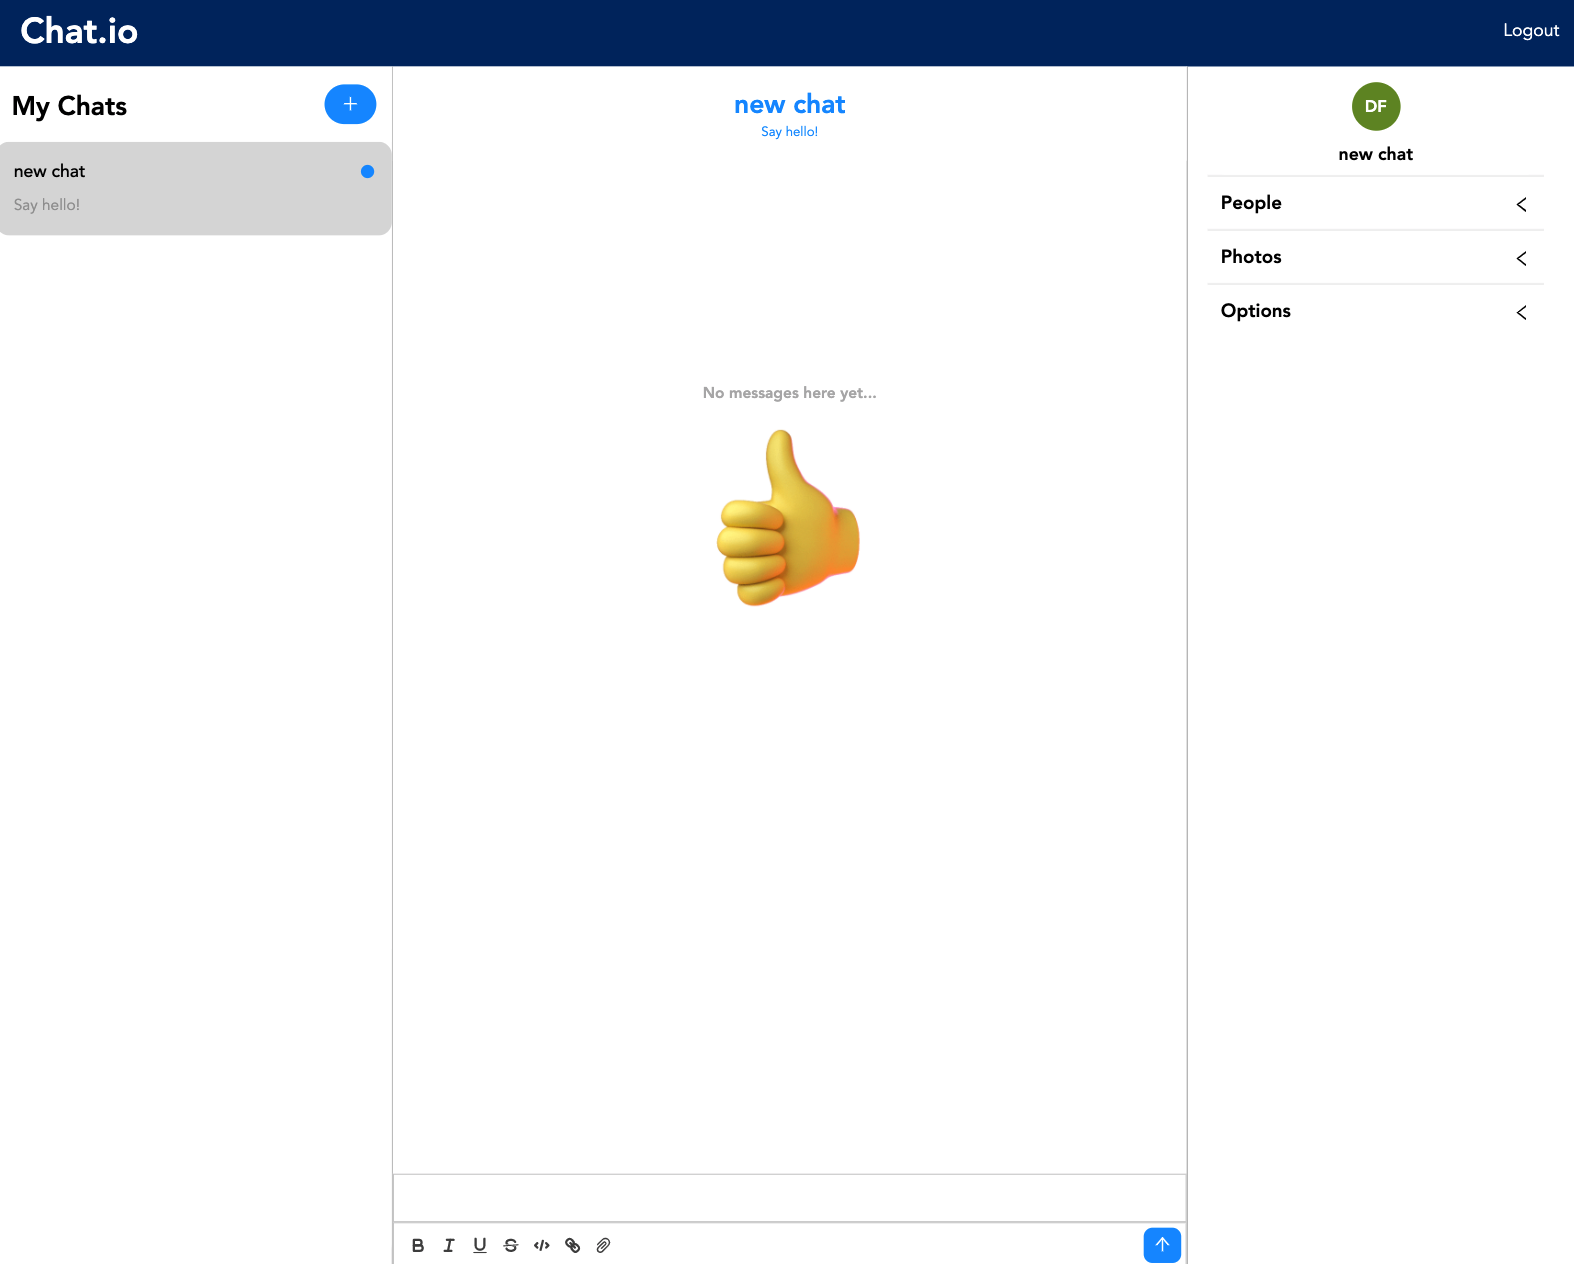 Chat.io
Logout
My Chats
+
new chat
Say hello!
new chat
Say hello!
No messages here yet...
DF
new chat
People
Photos
Options
B I U S </>